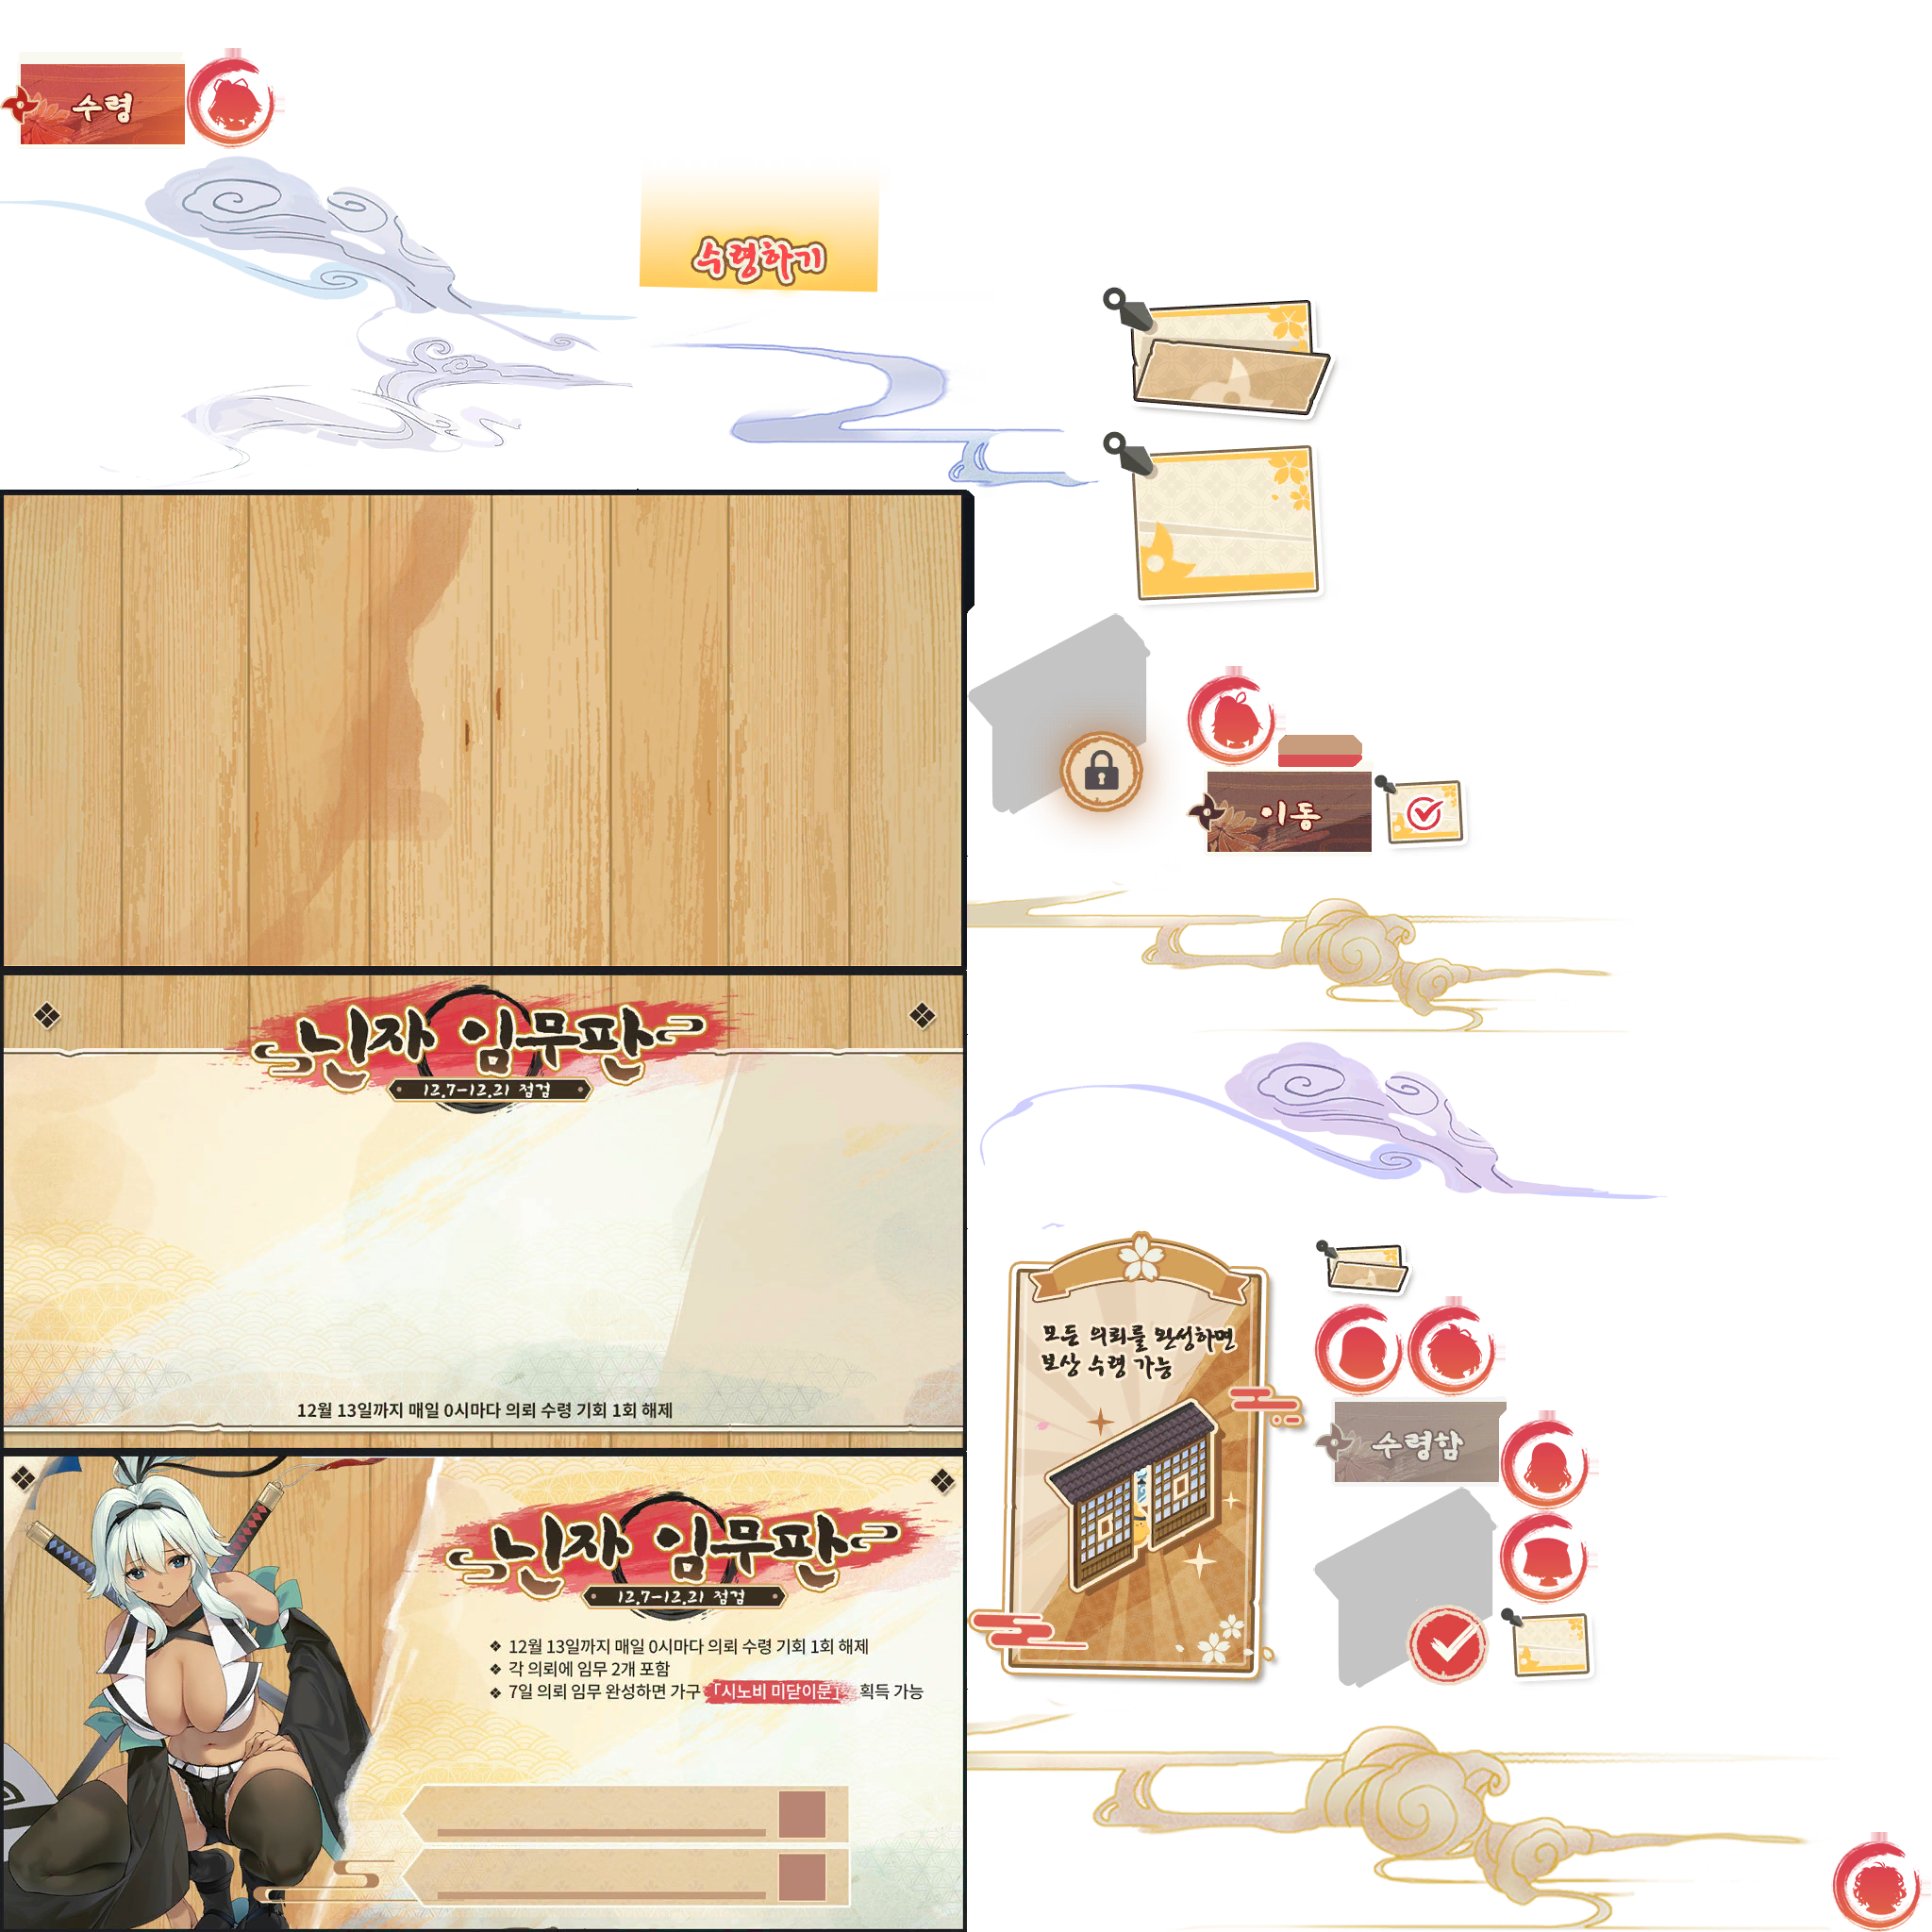 수령
수령하기
이동
닌자 임무판
12.7-12.21 점검
12월 13일까지 매일 0시마다 의뢰 수령 기회 1회 해제
모든 의뢰를 완성하면
보상 수령 가능
수령함
닌자 임무판
12.7-12.21 점검
12월 13일까지 매일 0시마다 의뢰 수령 기회 1회 해제
각 의뢰에 임무 2개 포함
7일 의뢰 임무 완성하면 가구 「시노비 미닫이문」 획득 가능